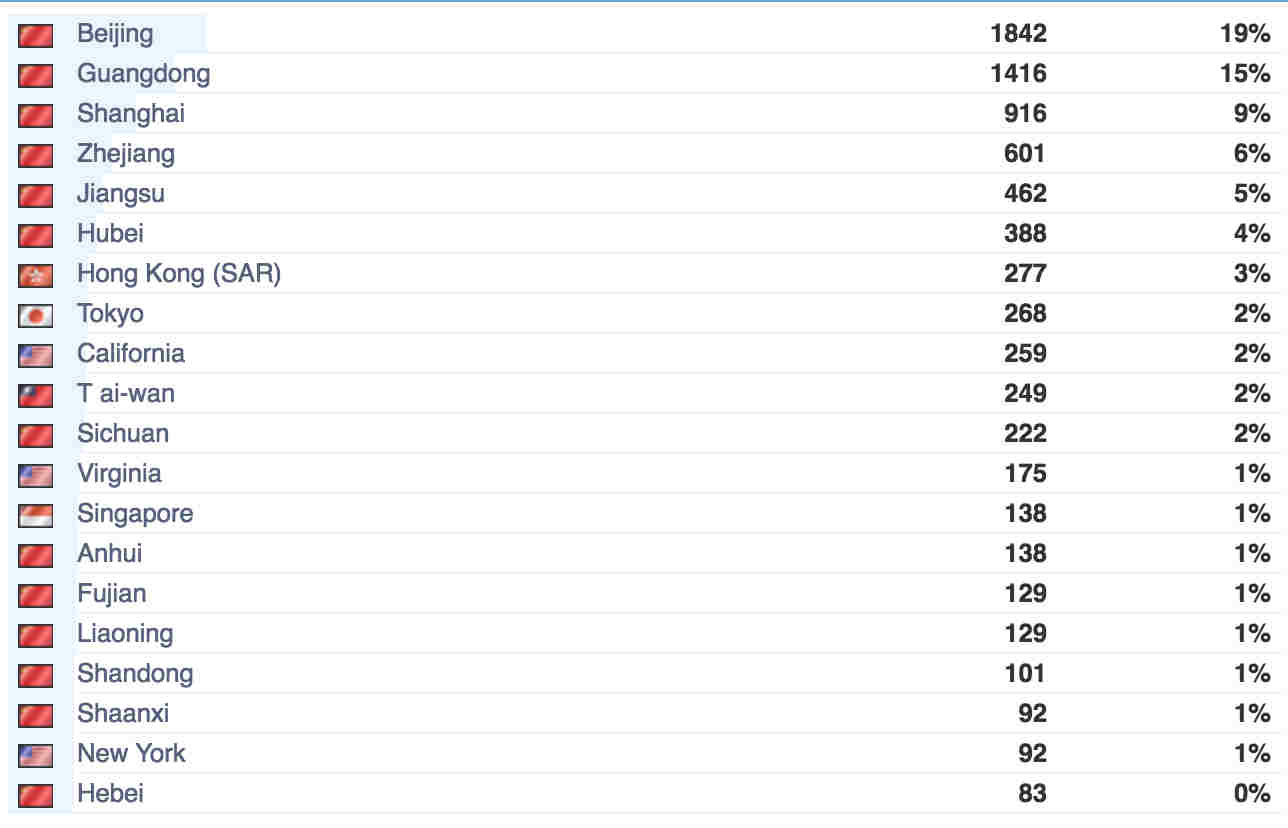 Beijing 1842 19%
Guangdong 1416 15%
Shanghai 916 9%
Zhejiang 601 6%
Jiangsu 462 5%
Hubei 388 4%
Hong Kong (SAR) 277 3%
Tokyo 268 2%
California 259 2%
T ai-wan 249 2%
Sichuan 222 2%
Virginia 175 1%
Singapore 138 1%
Anhui 138 1%
Fujian 129 1%
Liaoning 129 1%
Shandong 101 1%
Shaanxi 92 1%
New York 92 1%
Hebei 83 0%